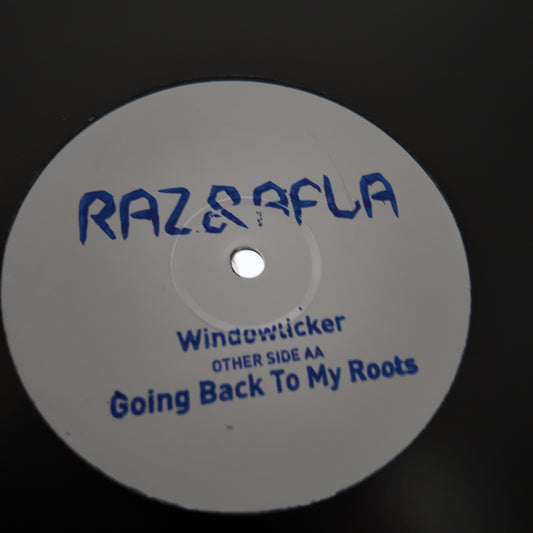 RAZ & AFLA
Windowlicker
OTHER SIDE AA
Going Back To My Roots